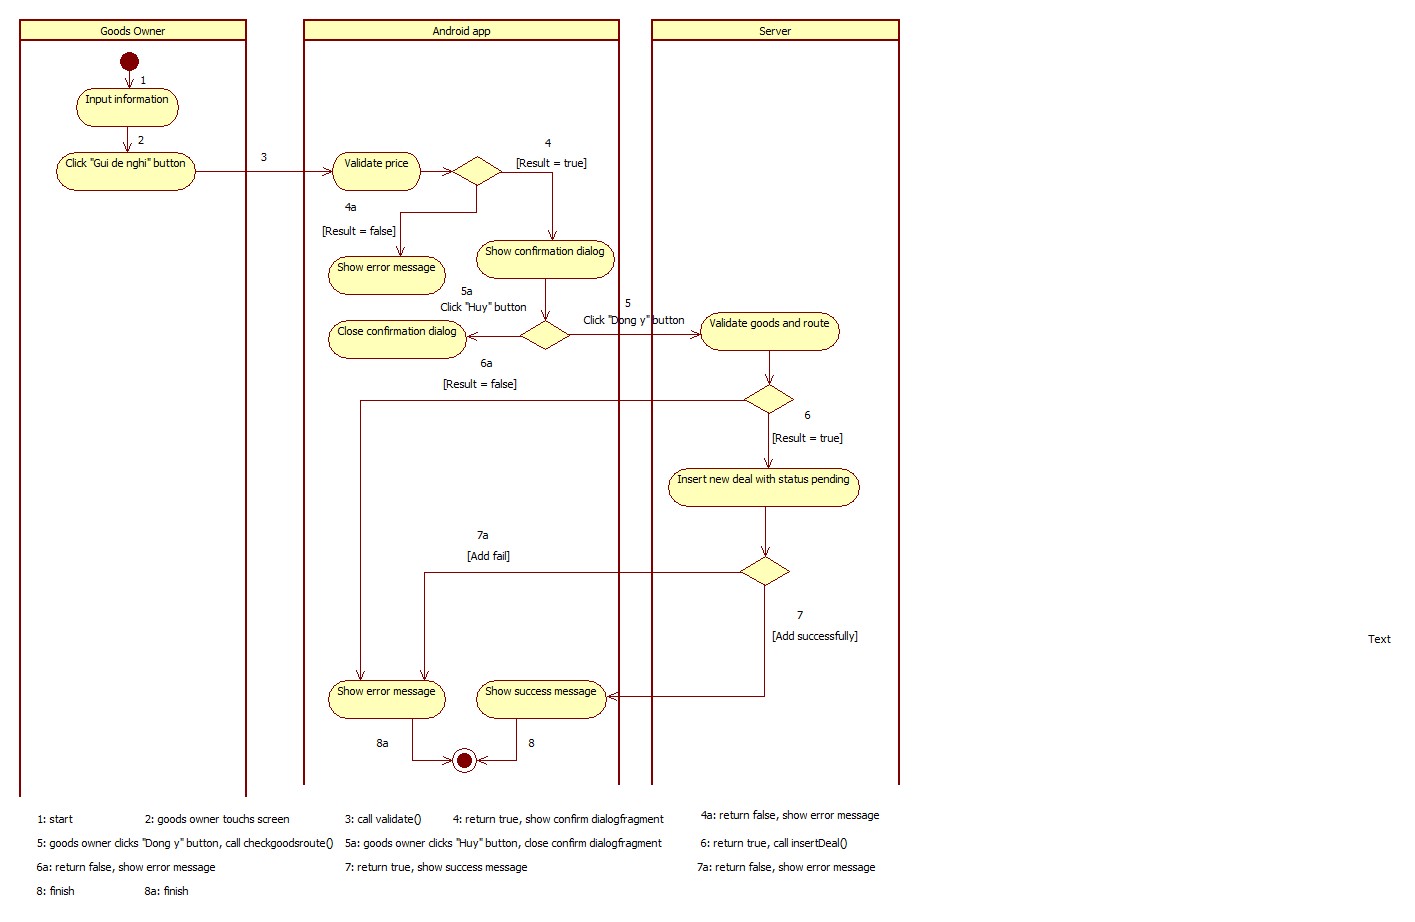 Goods Owner
Android app
Server
1
Input information
2
Click "Gui de nghi" button
3
Validate price
4
[Result = true]
4a
[Result = false]
Show error message
Show confirmation dialog
5a
Click "Huy" button
5
Click "Dong y" button
Close confirmation dialog
Validate goods and route
6a
[Result = false]
6
[Result = true]
Insert new deal with status pending
7a
[Add fail]
7
[Add successfully]
Text
Show error message
Show success message
8a
8
1: start
2: goods owner touchs screen
3: call validate()
4: return true, show confirm dialogfragment
4a: return false, show error message
5: goods owner clicks "Dong y" button, call checkgoodsroute()
5a: goods owner clicks "Huy" button, close confirm dialogfragment
6: return true, call insertDeal()
6a: return false, show error message
7: return true, show success message
7a: return false, show error message
8: finish
8a: finish